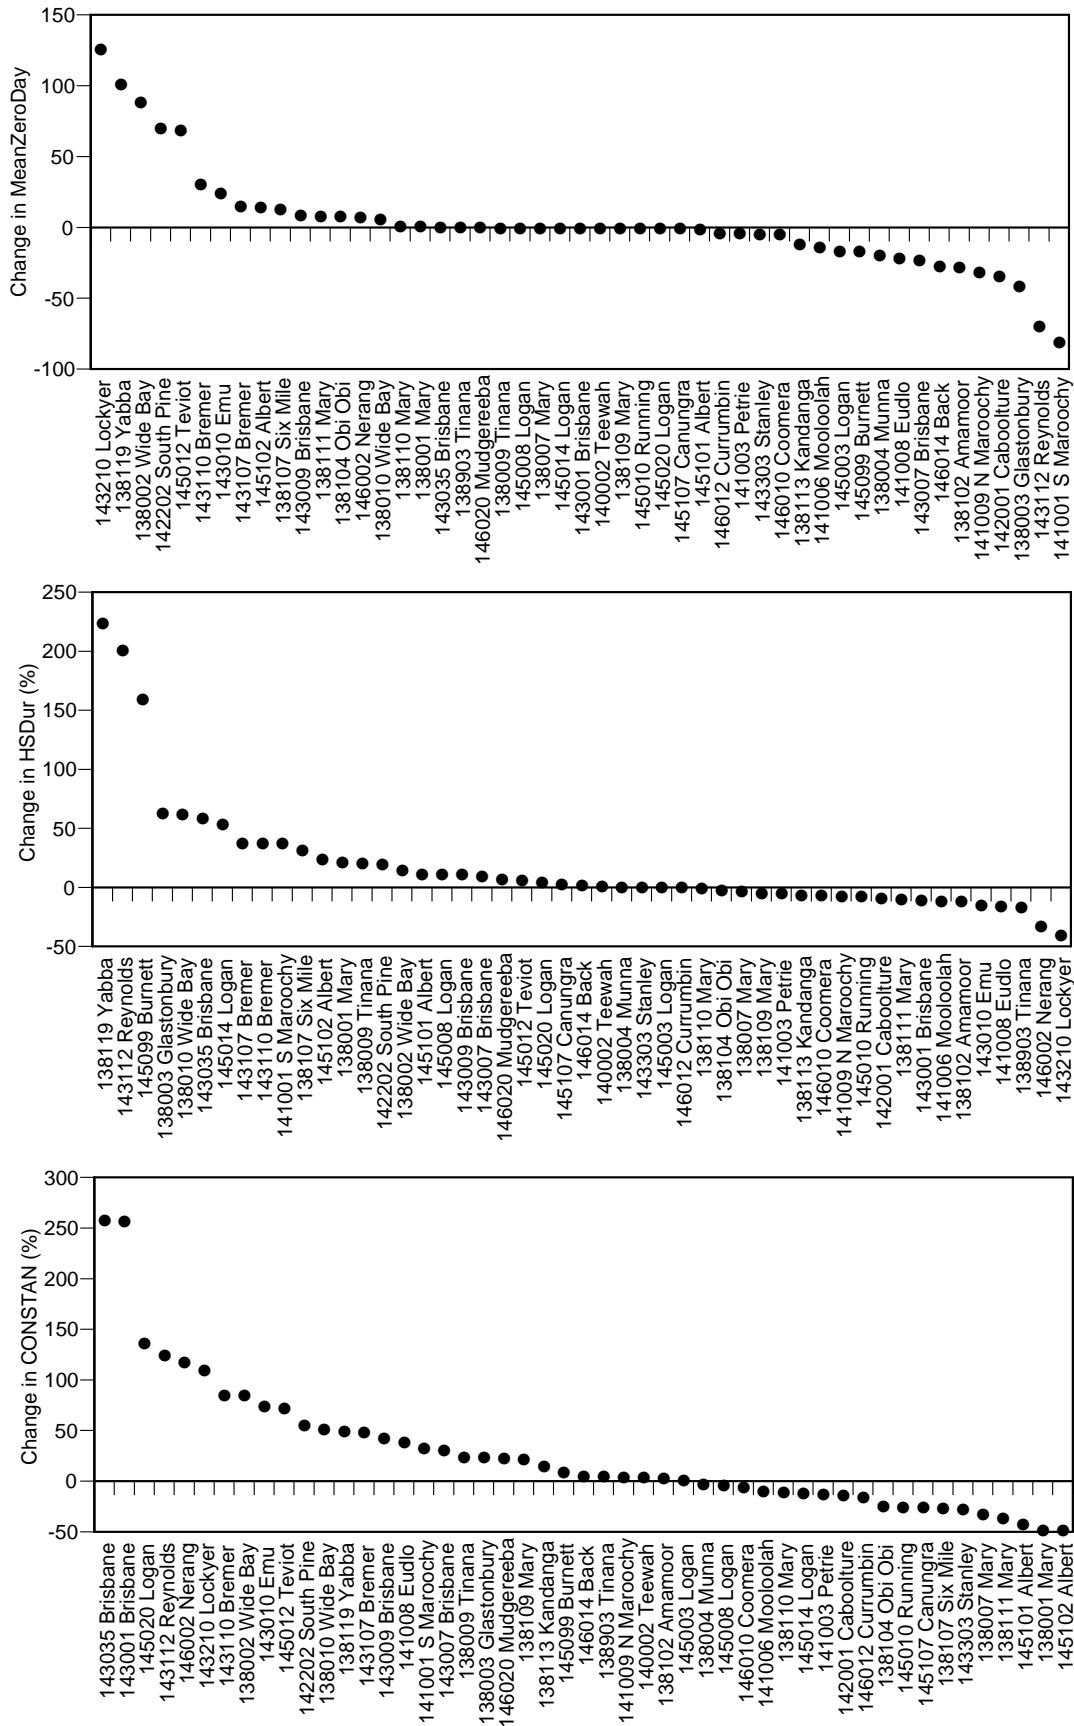 Change in MeanZeroDay
150
100
50
0
-50
-100
143210 Lockyer
138119 Yabba
138002 Wide Bay
142202 South Pine
145012 Teviot
143110 Bremer
143010 Emu
143107 Bremer
145102 Albert
138107 Six Mile
143009 Brisbane
138111 Mary
138104 Obi Obi
146002 Nerang
138010 Wide Bay
138110 Mary
138001 Mary
143035 Brisbane
138903 Tinana
146020 Mudgereeba
138009 Tinana
145008 Logan
138007 Mary
145014 Logan
143001 Brisbane
140002 Teewah
138109 Mary
145010 Running
145020 Logan
145107 Canungra
145101 Albert
146012 Currumbin
141003 Petrie
143303 Stanley
146010 Coomera
138113 Kandanga
141006 Mooloolah
145003 Logan
145099 Burnett
138004 Munna
141008 Eudlo
143007 Brisbane
146014 Back
138102 Amamoor
141009 N Maroochy
142001 Caboolture
138003 Glastonbury
143112 Reynolds
141001 S Maroochy
Change in HSDur (%)
250
200
150
100
50
0
-50
138119 Yabba
143112 Reynolds
145099 Burnett
138003 Glastonbury
138010 Wide Bay
143035 Brisbane
145014 Logan
143107 Bremer
143110 Bremer
141001 S Maroochy
138107 Six Mile
145102 Albert
138001 Mary
138009 Tinana
142202 South Pine
138002 Wide Bay
145101 Albert
145008 Logan
143009 Brisbane
143007 Brisbane
146020 Mudgereeba
145012 Teviot
145020 Logan
145107 Canungra
146014 Back
140002 Teewah
138004 Munna
143303 Stanley
145003 Logan
146012 Currumbin
138110 Mary
138104 Obi Obi
138007 Mary
138109 Mary
141003 Petrie
138113 Kandanga
146010 Coomera
141009 N Maroochy
145010 Running
142001 Caboolture
138111 Mary
143001 Brisbane
141006 Mooloolah
138102 Amamoor
143010 Emu
141008 Eudlo
138903 Tinana
146002 Nerang
143210 Lockyer
Change in CONSTAN (%)
300
250
200
150
100
50
0
-50
143035 Brisbane
143001 Brisbane
145020 Logan
143112 Reynolds
146002 Nerang
143210 Lockyer
143110 Bremer
138002 Wide Bay
143010 Emu
145012 Teviot
142202 South Pine
138010 Wide Bay
138119 Yabba
143107 Bremer
143009 Brisbane
141008 Eudlo
141001 S Maroochy
143007 Brisbane
138009 Tinana
138003 Glastonbury
146020 Mudgereeba
138109 Mary
138113 Kandanga
145099 Burnett
146014 Back
138903 Tinana
141009 N Maroochy
140002 Teewah
138102 Amamoor
145003 Logan
138004 Munna
145008 Logan
146010 Coomera
141006 Mooloolah
138110 Mary
145014 Logan
141003 Petrie
142001 Caboolture
146012 Currumbin
138104 Obi Obi
145010 Running
145107 Canungra
138107 Six Mile
143303 Stanley
138007 Mary
138111 Mary
145101 Albert
138001 Mary
145102 Albert